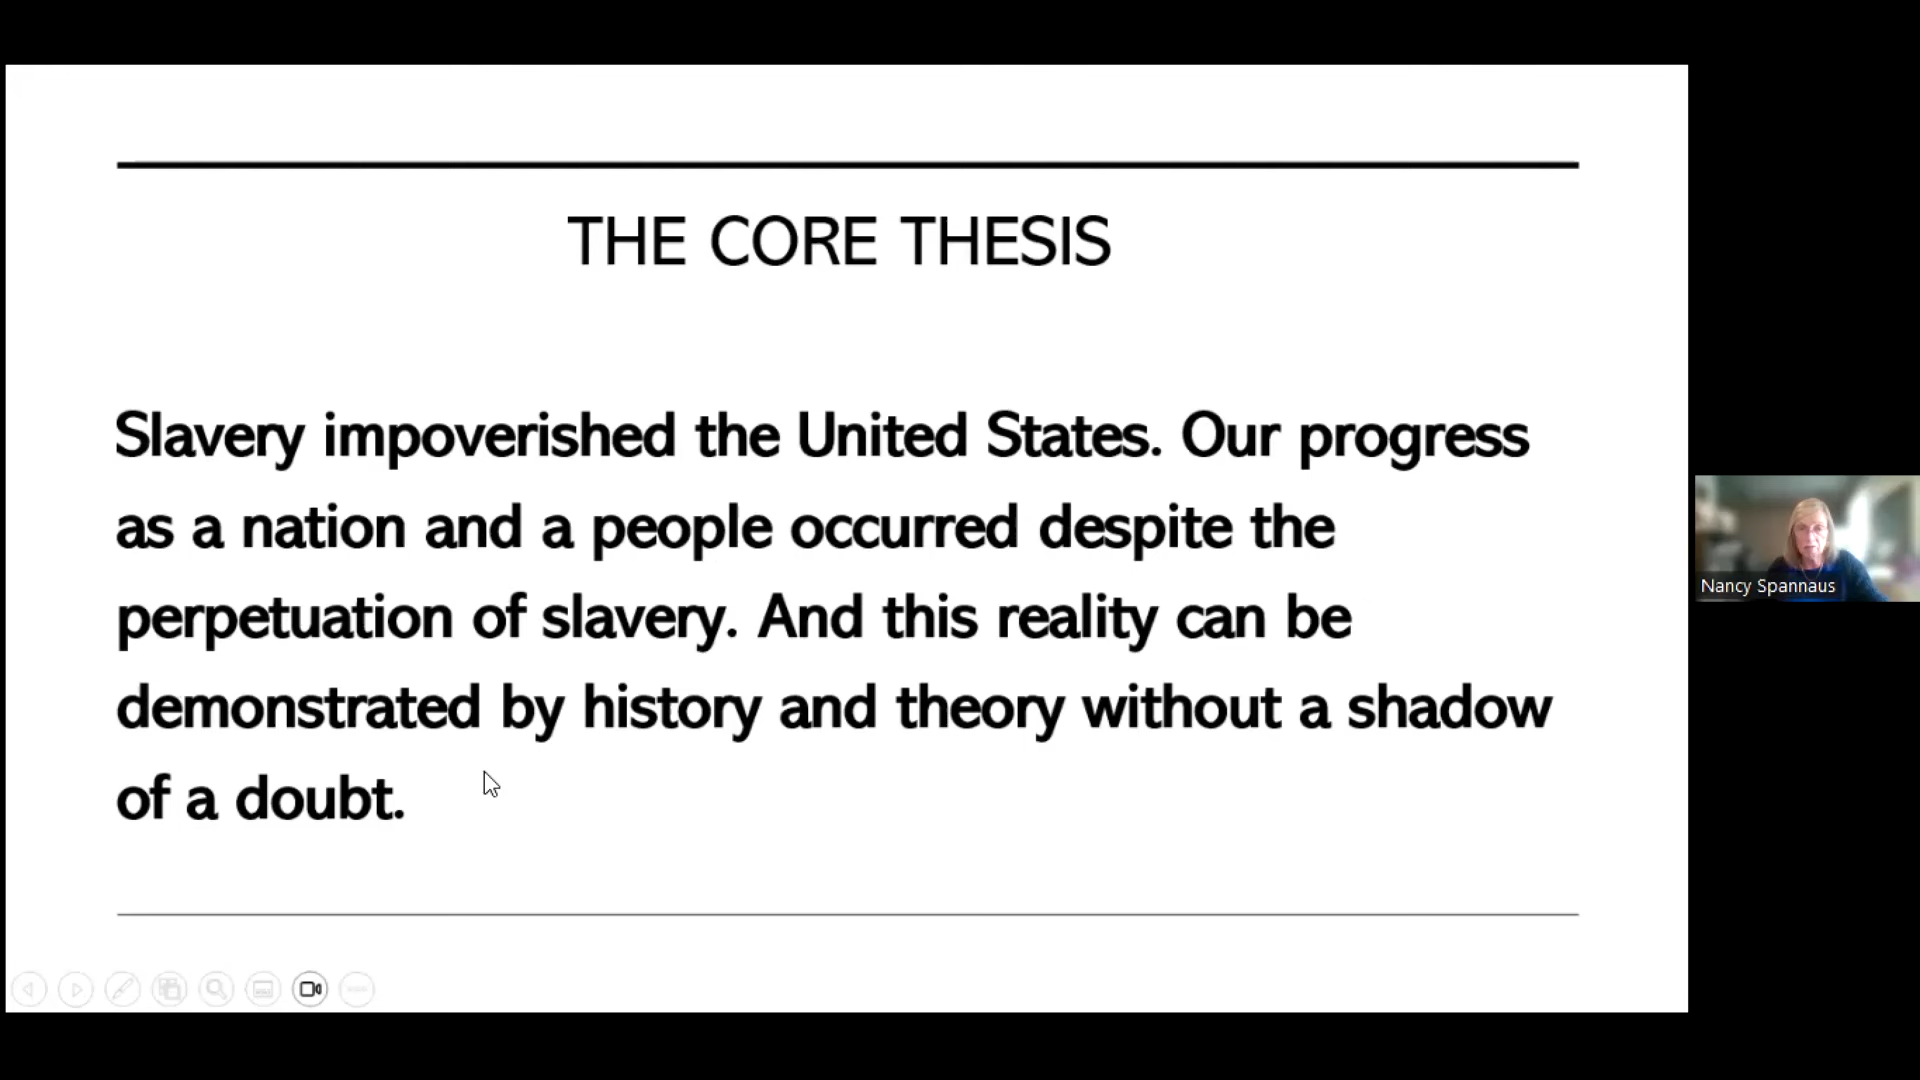 THE CORE THESIS
Slavery impoverished the United States. Our progress
as a nation and a people occurred despite the
perpetuation of slavery. And this reality can be
demonstrated by history and theory without a shadow
of a doubt.
Nancy Spannaus